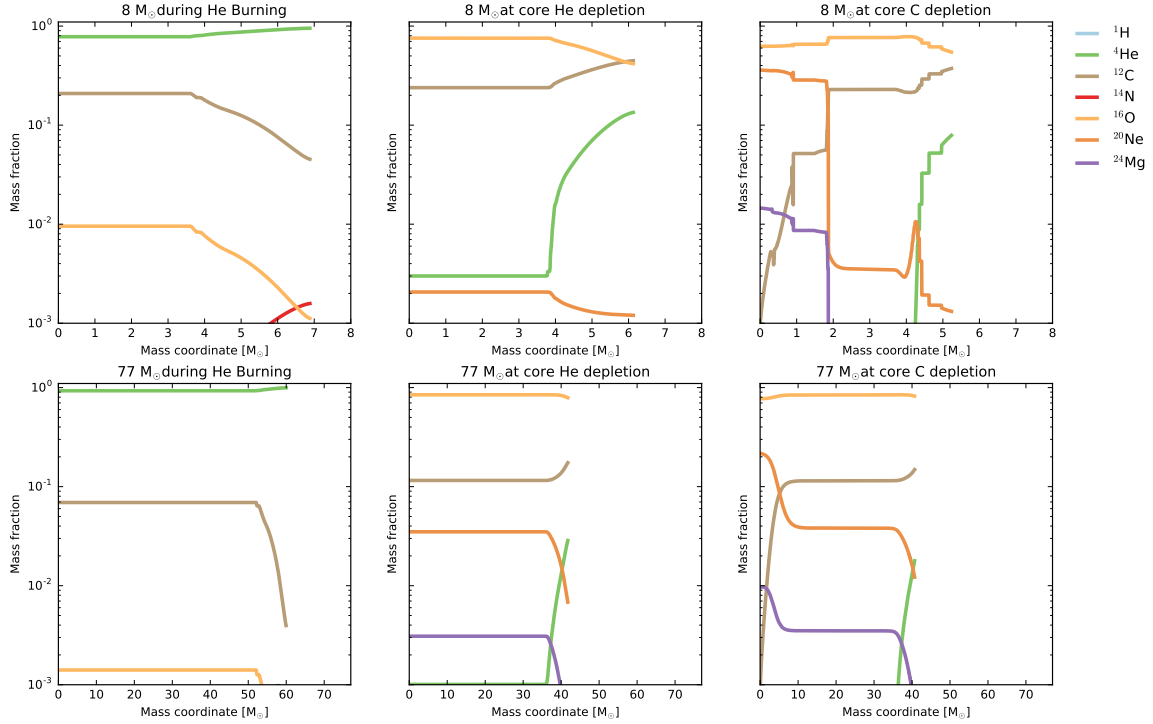 8 M☉during He Burning
8 M☉at core He depletion
8 M☉at core C depletion
10⁰
10⁻¹
10⁻²
10⁻³
Mass fraction
0 1 2 3 4 5 6 7 8
Mass coordinate [M☉]
Mass fraction
0 1 2 3 4 5 6 7 8
Mass coordinate [M☉]
Mass fraction
0 1 2 3 4 5 6 7 8
Mass coordinate [M☉]
¹H
⁴He
¹²C
¹⁴N
¹⁶O
²⁰Ne
²⁴Mg
77 M☉during He Burning
77 M☉at core He depletion
77 M☉at core C depletion
10⁰
10⁻¹
10⁻²
10⁻³
Mass fraction
0 10 20 30 40 50 60 70
Mass coordinate [M☉]
Mass fraction
0 10 20 30 40 50 60 70
Mass coordinate [M☉]
Mass fraction
0 10 20 30 40 50 60 70
Mass coordinate [M☉]